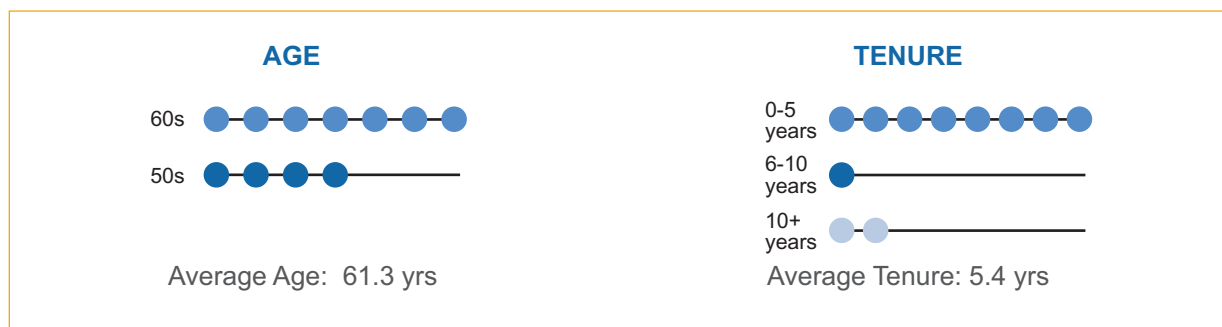 AGE
60s
50s
Average Age: 61.3 yrs
TENURE
0-5
years
6-10
years
10+
years
Average Tenure: 5.4 yrs